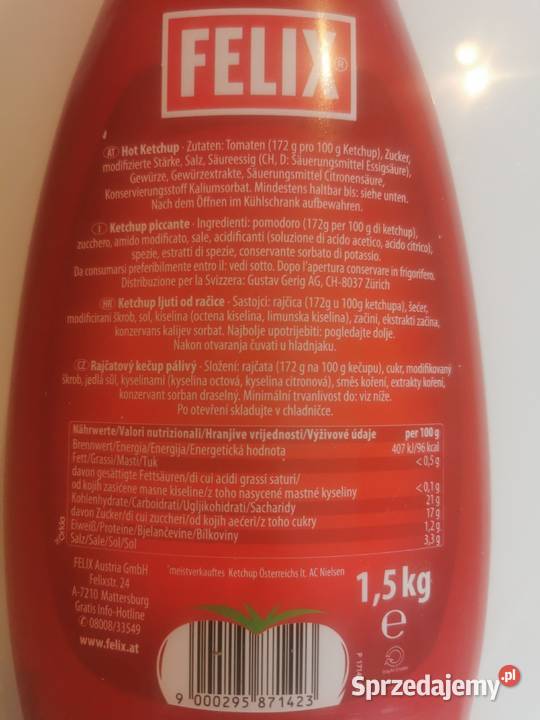 FELIX®
AT Hot Ketchup · Zutaten: Tomaten (172 g pro 100 g Ketchup), Zucker,
modifizierte Stärke, Salz, Säureessig (CH, D: Säuerungsmittel Essigsäure),
Gewürze, Gewürzextrakte, Säuerungsmittel Citronensäure,
Konservierungsstoff Kaliumsorbat. Mindestens haltbar bis: siehe unten.
Nach dem Öffnen im Kühlschrank aufbewahren.
I Ketchup piccante · Ingredienti: pomodoro (172g per 100 g di ketchup),
zucchero, amido modificato, sale, acidificanti (soluzione di acido acetico, acido citrico),
spezie, estratti di spezie, conservante sorbato di potassio.
Da consumarsi preferibilmente entro il: vedi sotto. Dopo l'apertura conservare in frigorifero.
Distribuzione per la Svizzera: Gustav Gerig AG, CH-8037 Zürich
HR Ketchup ljuti od rajčice · Sastojci: rajčica (172g u 100g ketchupa), šećer,
modificirani škrob, sol, kiselina (octena kiselina, limunska kiselina), začini, ekstrakti začina,
konzervans kalijev sorbat. Najbolje upotrijebiti: pogledajte dolje.
Nakon otvaranja čuvati u hladnjaku.
CZ Rajčatový kečup pálivý · Složení: rajčata (172 g na 100 g kečupu), cukr, modifikovaný
škrob, jedlá sůl, kyselinami (kyselina octová, kyselina citronová), směs koření, extrakty koření,
konzervant sorban draselný. Minimální trvanlivost do: viz níže.
Po otevření skladujte v chladničce.
Nährwerte/Valori nutrizionali/Hranjive vrijednosti/Výživové údaje per 100g
Brennwert/Energia/Energija/Energetická hodnota 407 kJ/96 kcal
Fett/Grassi/Masti/Tuk <0,5 g
davon gesättigte Fettsäuren/di cui acidi grassi saturi/
od kojih zasićene masne kiseline/z toho nasycené mastné kyseliny <0,1g
Kohlenhydrate/Carboidrati/Ugljikohidrati/Sacharidy 21g
davon Zucker/di cui zuccheri/od kojih šećeri/z toho cukry 17g
Eiweiß/Proteine/Bjelančevine/Bílkoviny 1,2g
Salz/Sale/Sol/Sol 3,3g
Orkla
FELIX Austria GmbH
Felixstr. 24
A-7210 Mattersburg
Gratis Info-Hotline
08008/33549
www.felix.at
*meistverkauftes Ketchup Österreichs lt. AC Nielsen
1,5kg
e
9 000295 871423
Sprzedajemy.pl